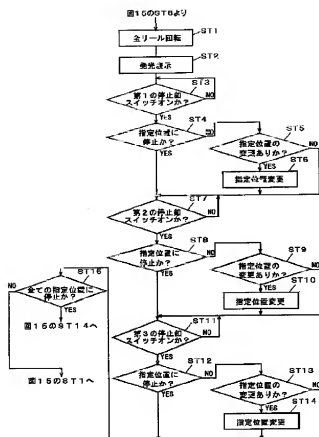 図15のST8より
ST1
全リール回転
ST2
発光表示
ST3
第1の停止釦
スイッチオンか?
NO
YES
ST4
指定位置に
停止か?
NO
YES
ST5
指定位置の
変更ありか?
NO
YES
ST6
指定位置変更
ST7
第2の停止釦
スイッチオンか?
NO
YES
ST8
指定位置に
停止か?
NO
YES
ST9
指定位置の
変更ありか?
NO
YES
ST10
指定位置変更
ST11
第3の停止釦
スイッチオンか?
NO
YES
ST12
指定位置に
停止か?
NO
YES
ST13
指定位置の
変更ありか?
NO
YES
ST14
指定位置変更
ST16
全ての指定位置に
停止か?
NO
YES
図15のST14へ
図15のST1へ